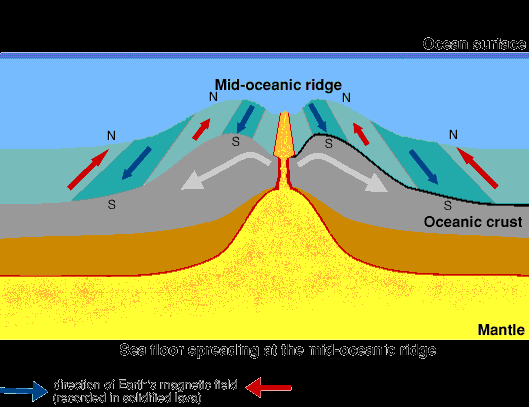 Ocean surface
Mid-oceanic ridge
N
N
N
N
S
S
S
S
Oceanic crust
Mantle
Sea floor spreading at the mid-oceanic ridge
direction of Earth's magnetic field
(recorded in solidified lava)